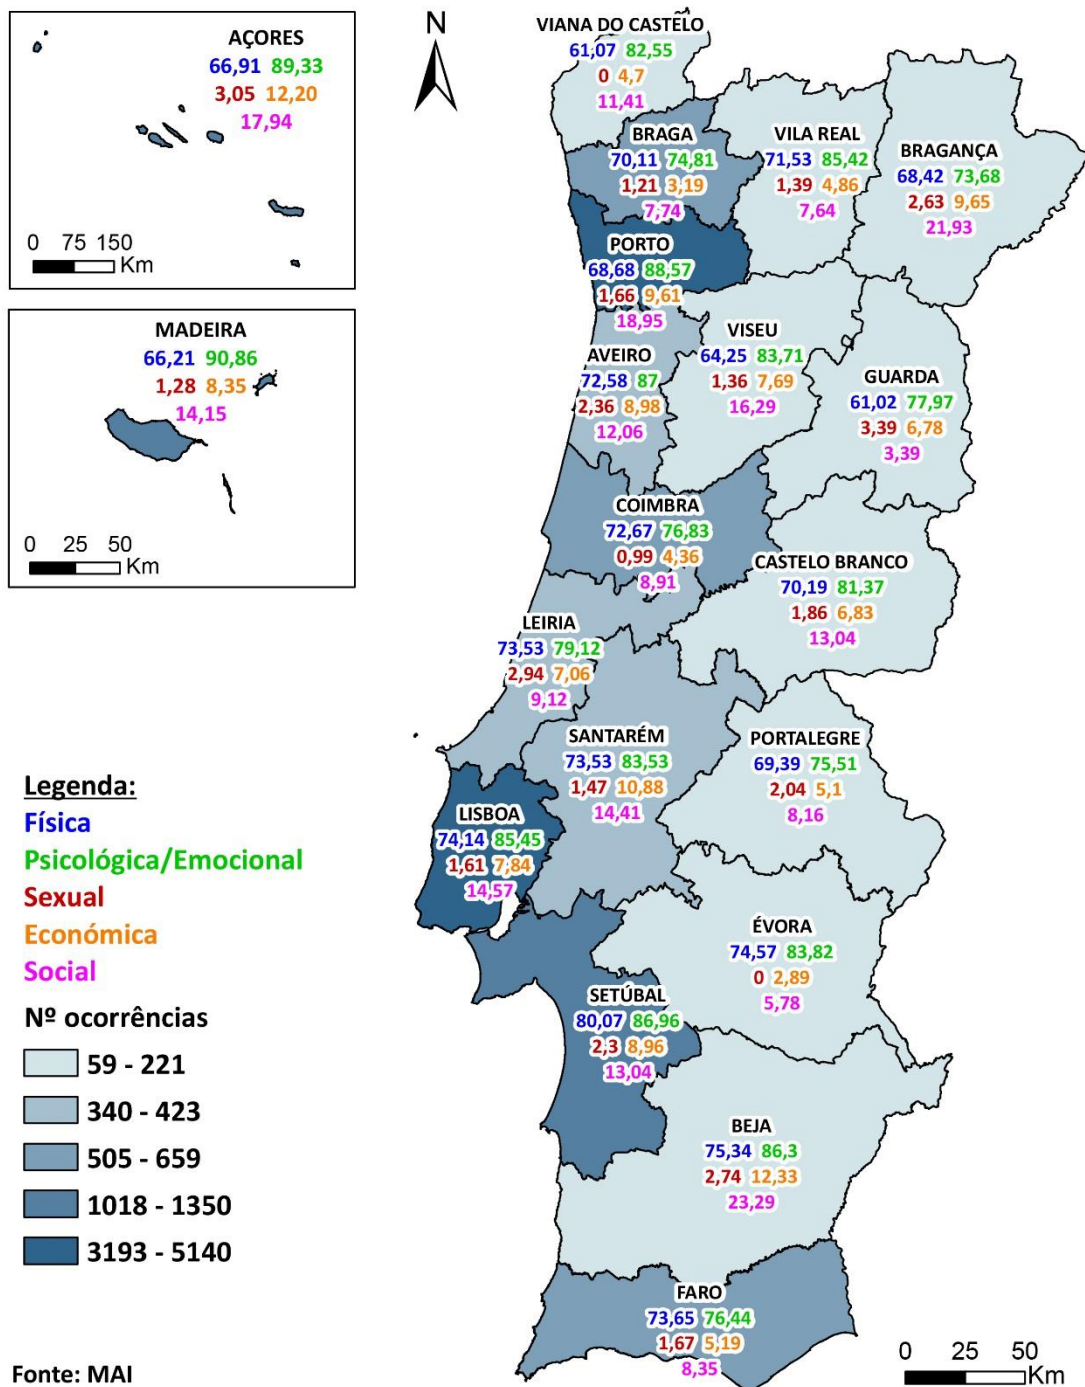 AÇORES
66,91 89,33
3,05 12,20
17,94
0 75 150
Km
MADEIRA
66,21 90,86
1,28 8,35
14,15
0 25 50
Km
N
VIANA DO CASTELO
61,07 82,55
0 4,7
11,41
BRAGA
70,11 74,81
1,21 3,19
7,74
VILA REAL
71,53 85,42
1,39 4,86
7,64
BRAGANÇA
68,42 73,68
2,63 9,65
21,93
PORTO
68,68 88,57
1,66 9,61
18,95
AVEIRO
72,58 87
2,36 8,98
12,06
VISEU
64,25 83,71
1,36 7,69
16,29
GUARDA
61,02 77,97
3,39 6,78
3,39
COIMBRA
72,67 76,83
0,99 4,36
8,91
CASTELO BRANCO
70,19 81,37
1,86 6,83
13,04
LEIRIA
73,53 79,12
2,94 7,06
9,12
SANTARÉM
73,53 83,53
1,47 10,88
14,41
PORTALEGRE
69,39 75,51
2,04 5,1
8,16
LISBOA
74,14 85,45
1,61 7,84
14,57
ÉVORA
74,57 83,82
0 2,89
5,78
SETÚBAL
80,07 86,96
2,3 8,96
13,04
BEJA
75,34 86,3
2,74 12,33
23,29
FARO
73,65 76,44
1,67 5,19
8,35
Legenda:
Física
Psicológica/Emocional
Sexual
Económica
Social
Nº ocorrências
59 - 221
340 - 423
505 - 659
1018 - 1350
3193 - 5140
Fonte: MAI
0 25 50
Km